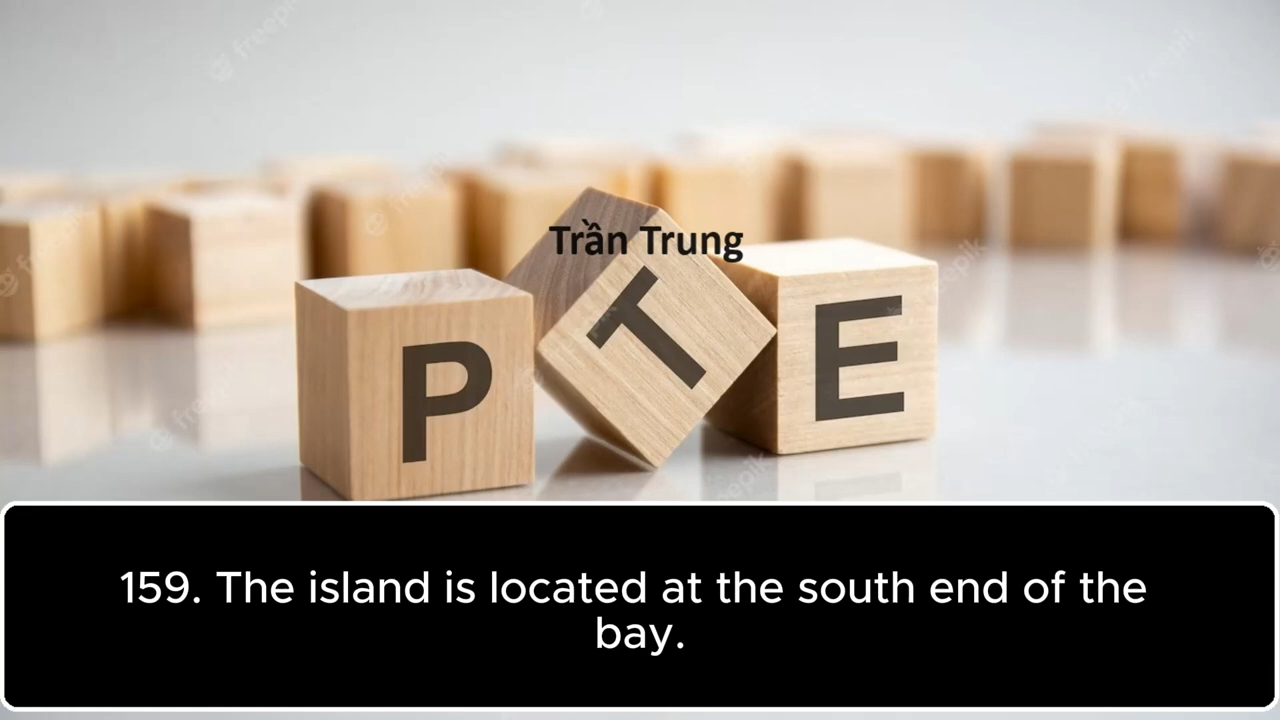 Trần Trung
P
T
E
159. The island is located at the south end of the
bay.